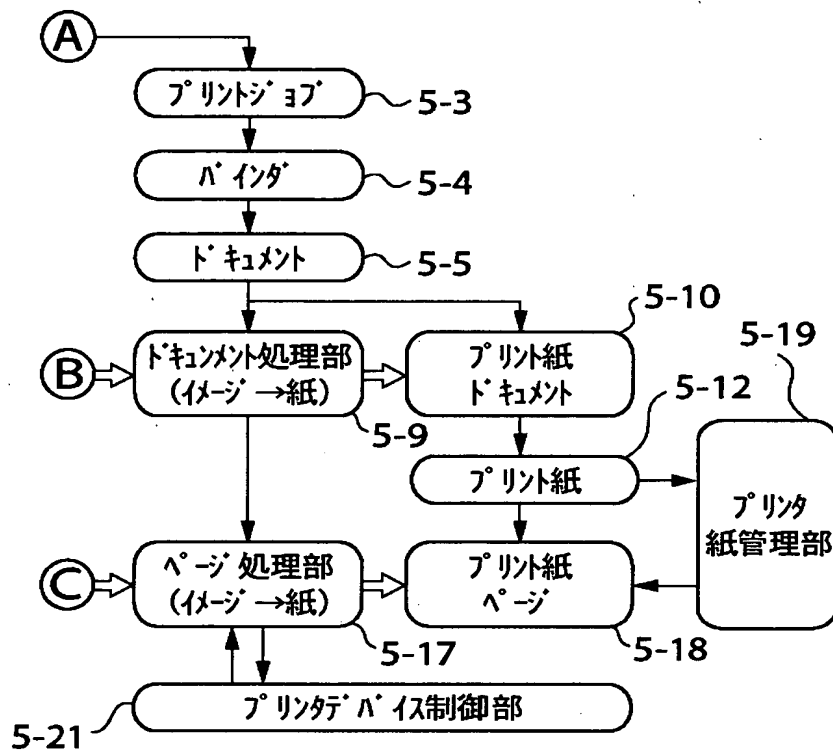 A
プリントジョブ
5-3
バインダ
5-4
ドキュメント
5-5
5-10
5-19
B
ドキュンメント処理部
(イメージ→紙)
5-9
プリント紙
ドキュメント
5-12
プリント紙
プリンタ
紙管理部
C
ページ処理部
(イメージ→紙)
5-17
プリント紙
ページ
5-18
プリンタデバイス制御部
5-21